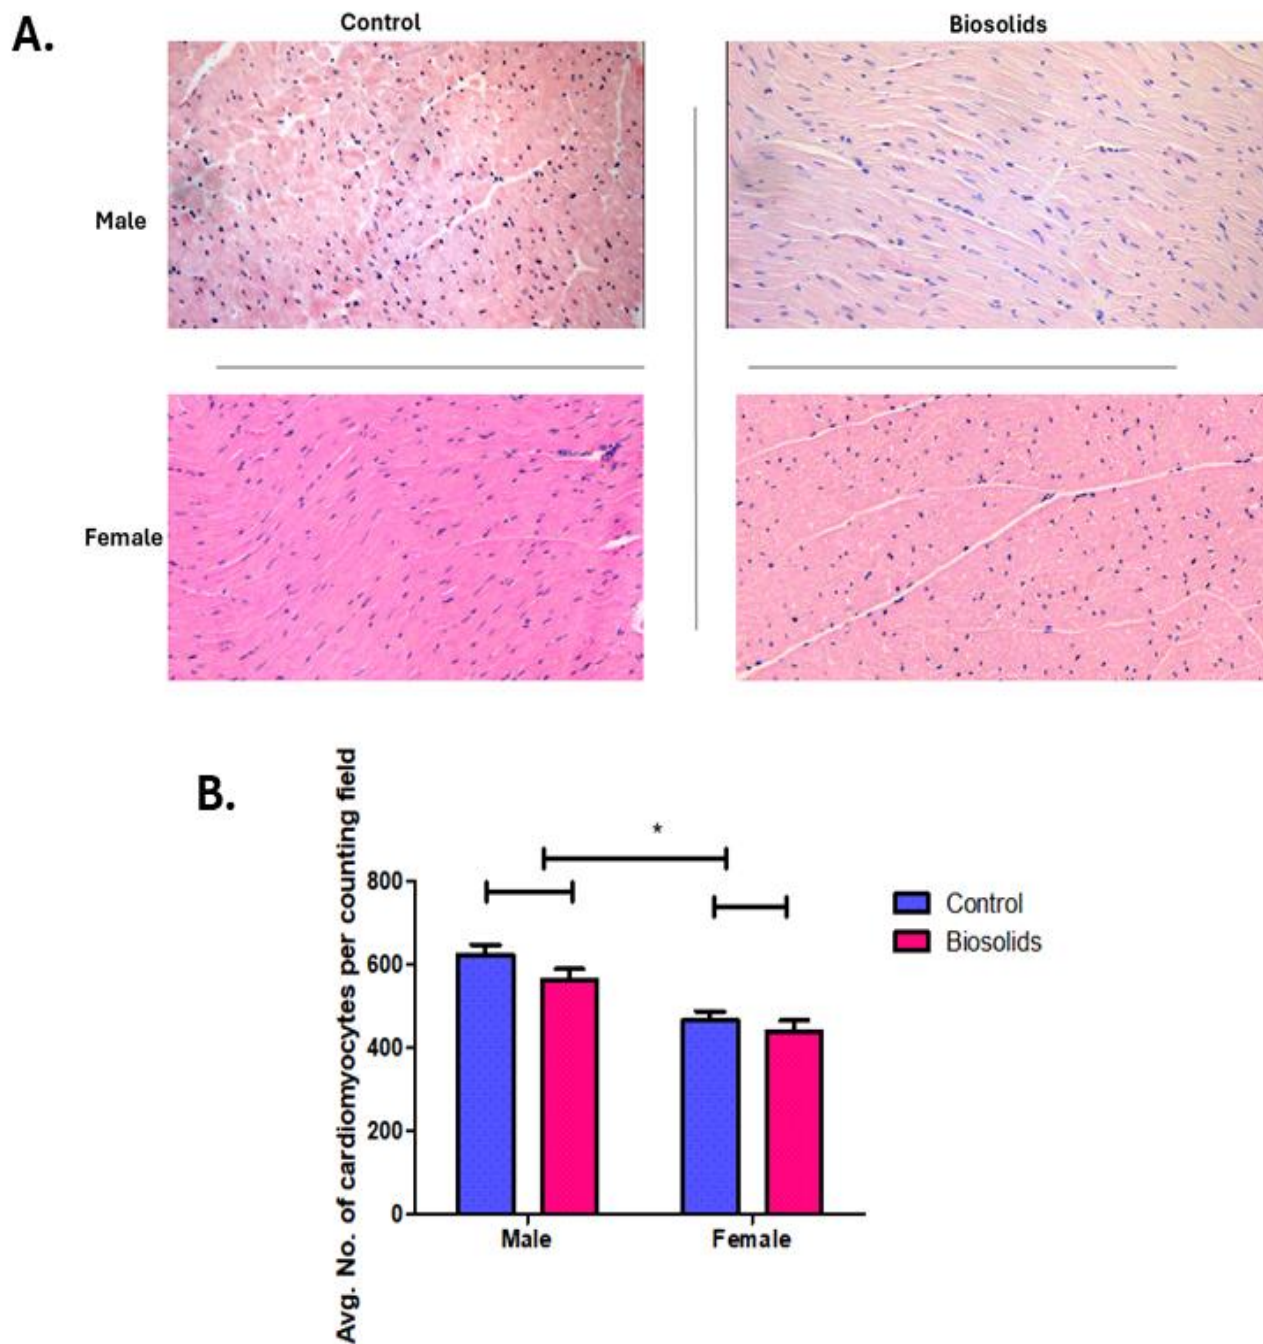 A.
Control
Biosolids
Male
Female
B.
Avg. No. of cardiomyocytes per counting field
*
800
600
400
200
0
Male
Female
Control
Biosolids